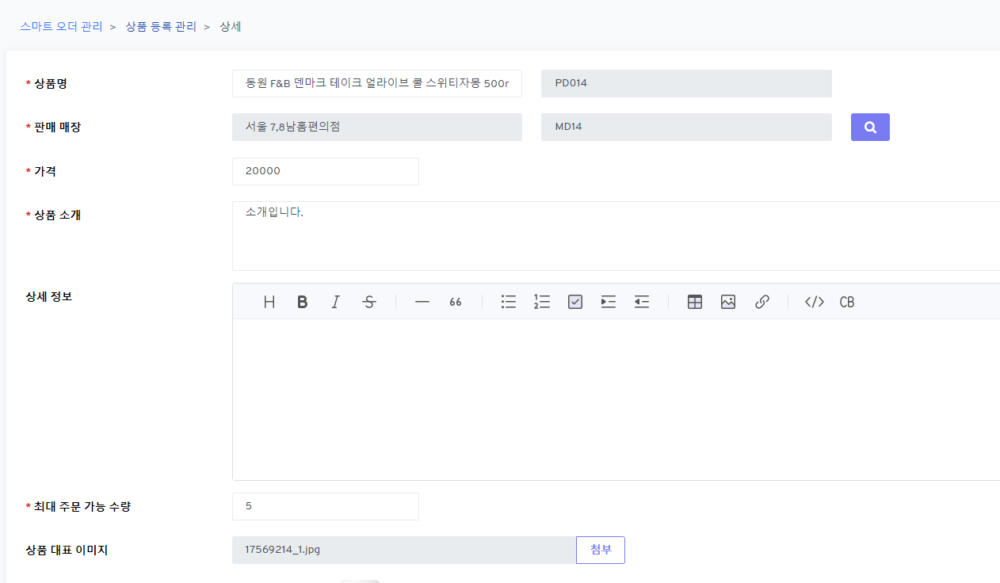 스마트 오더 관리 > 상품 등록 관리 > 상세
* 상품명 동원 F&B 덴마크 테이크 얼라이브 쿨 스위티자몽 500r PD014
* 판매 매장 서울 7,8남홈편의점 MD14
* 가격 20000
* 상품 소개 소개입니다.
상세 정보 H B I S 66 CB
* 최대 주문 가능 수량 5
상품 대표 이미지 17569214_1.jpg 첨부